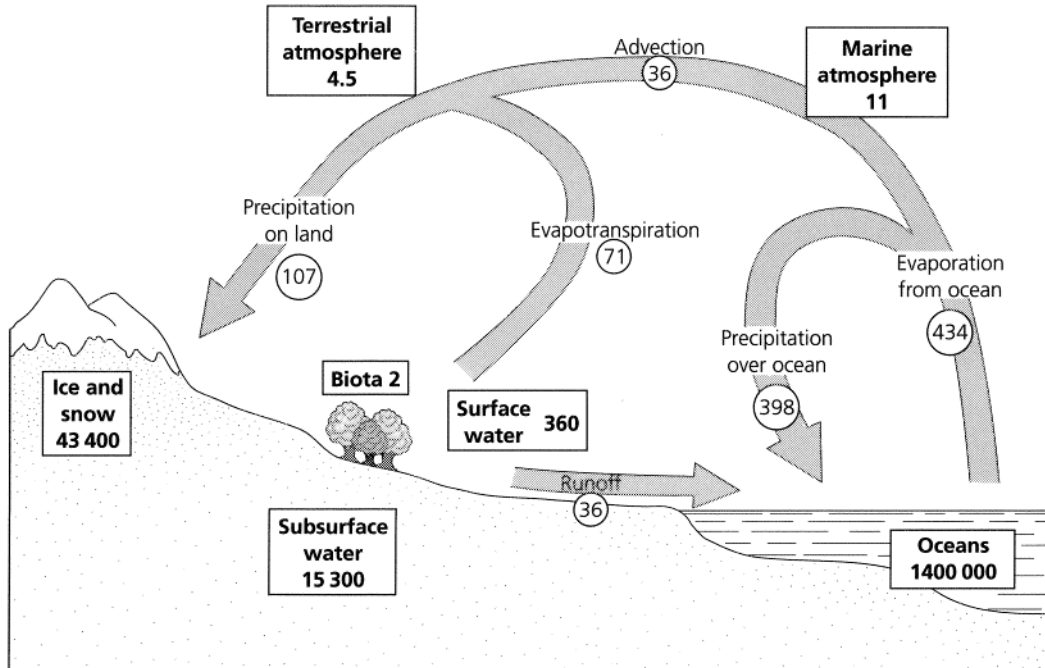 Terrestrial
atmosphere
4.5
Advection
36
Marine
atmosphere
11
Precipitation
on land
107
Evapotranspiration
71
Evaporation
from ocean
434
Precipitation
over ocean
398
Ice and
snow
43 400
Biota 2
Surface
water 360
Runoff
36
Subsurface
water
15 300
Oceans
1400 000